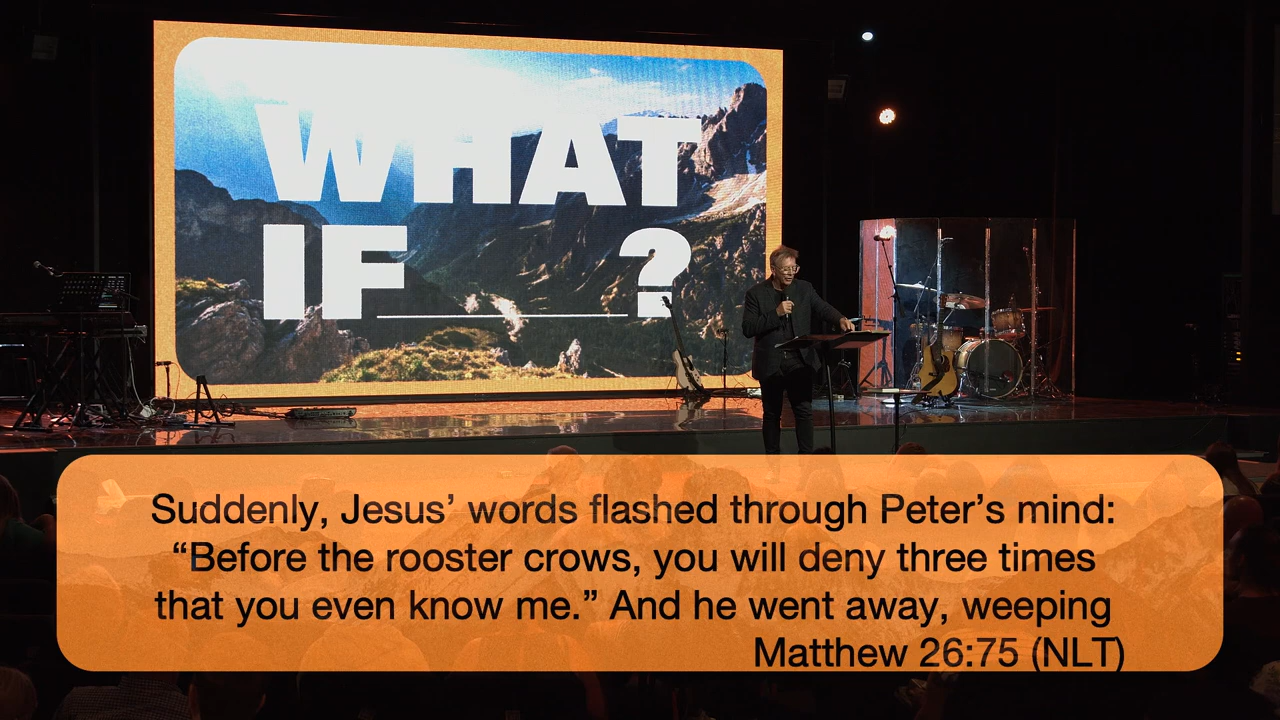 WHAT
IF ?
Suddenly, Jesus’ words flashed through Peter’s mind:
“Before the rooster crows, you will deny three times
that you even know me.” And he went away, weeping
Matthew 26:75 (NLT)